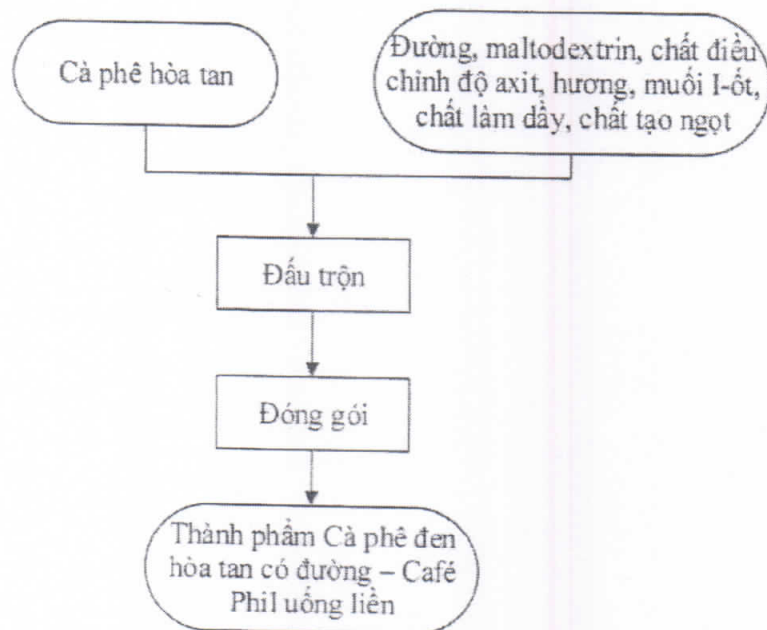 Cà phê hòa tan
Đường, maltodextrin, chất điều
chỉnh độ axit, hương, muối I-ốt,
chất làm dầy, chất tạo ngọt
Đấu trộn
Đóng gói
Thành phẩm Cà phê đen
hòa tan có đường – Café
Phil uống liền